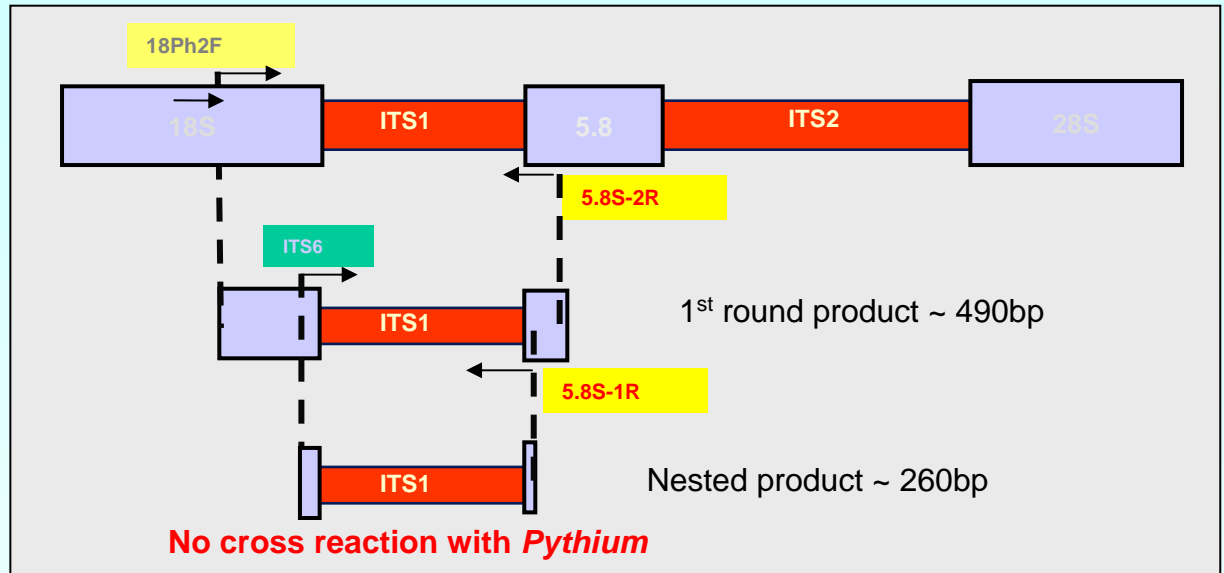 18Ph2F
18S
ITS1
5.8
ITS2
28S
5.8S-2R
ITS6
ITS1
1st round product ~ 490bp
5.8S-1R
ITS1
Nested product ~ 260bp
No cross reaction with Pythium